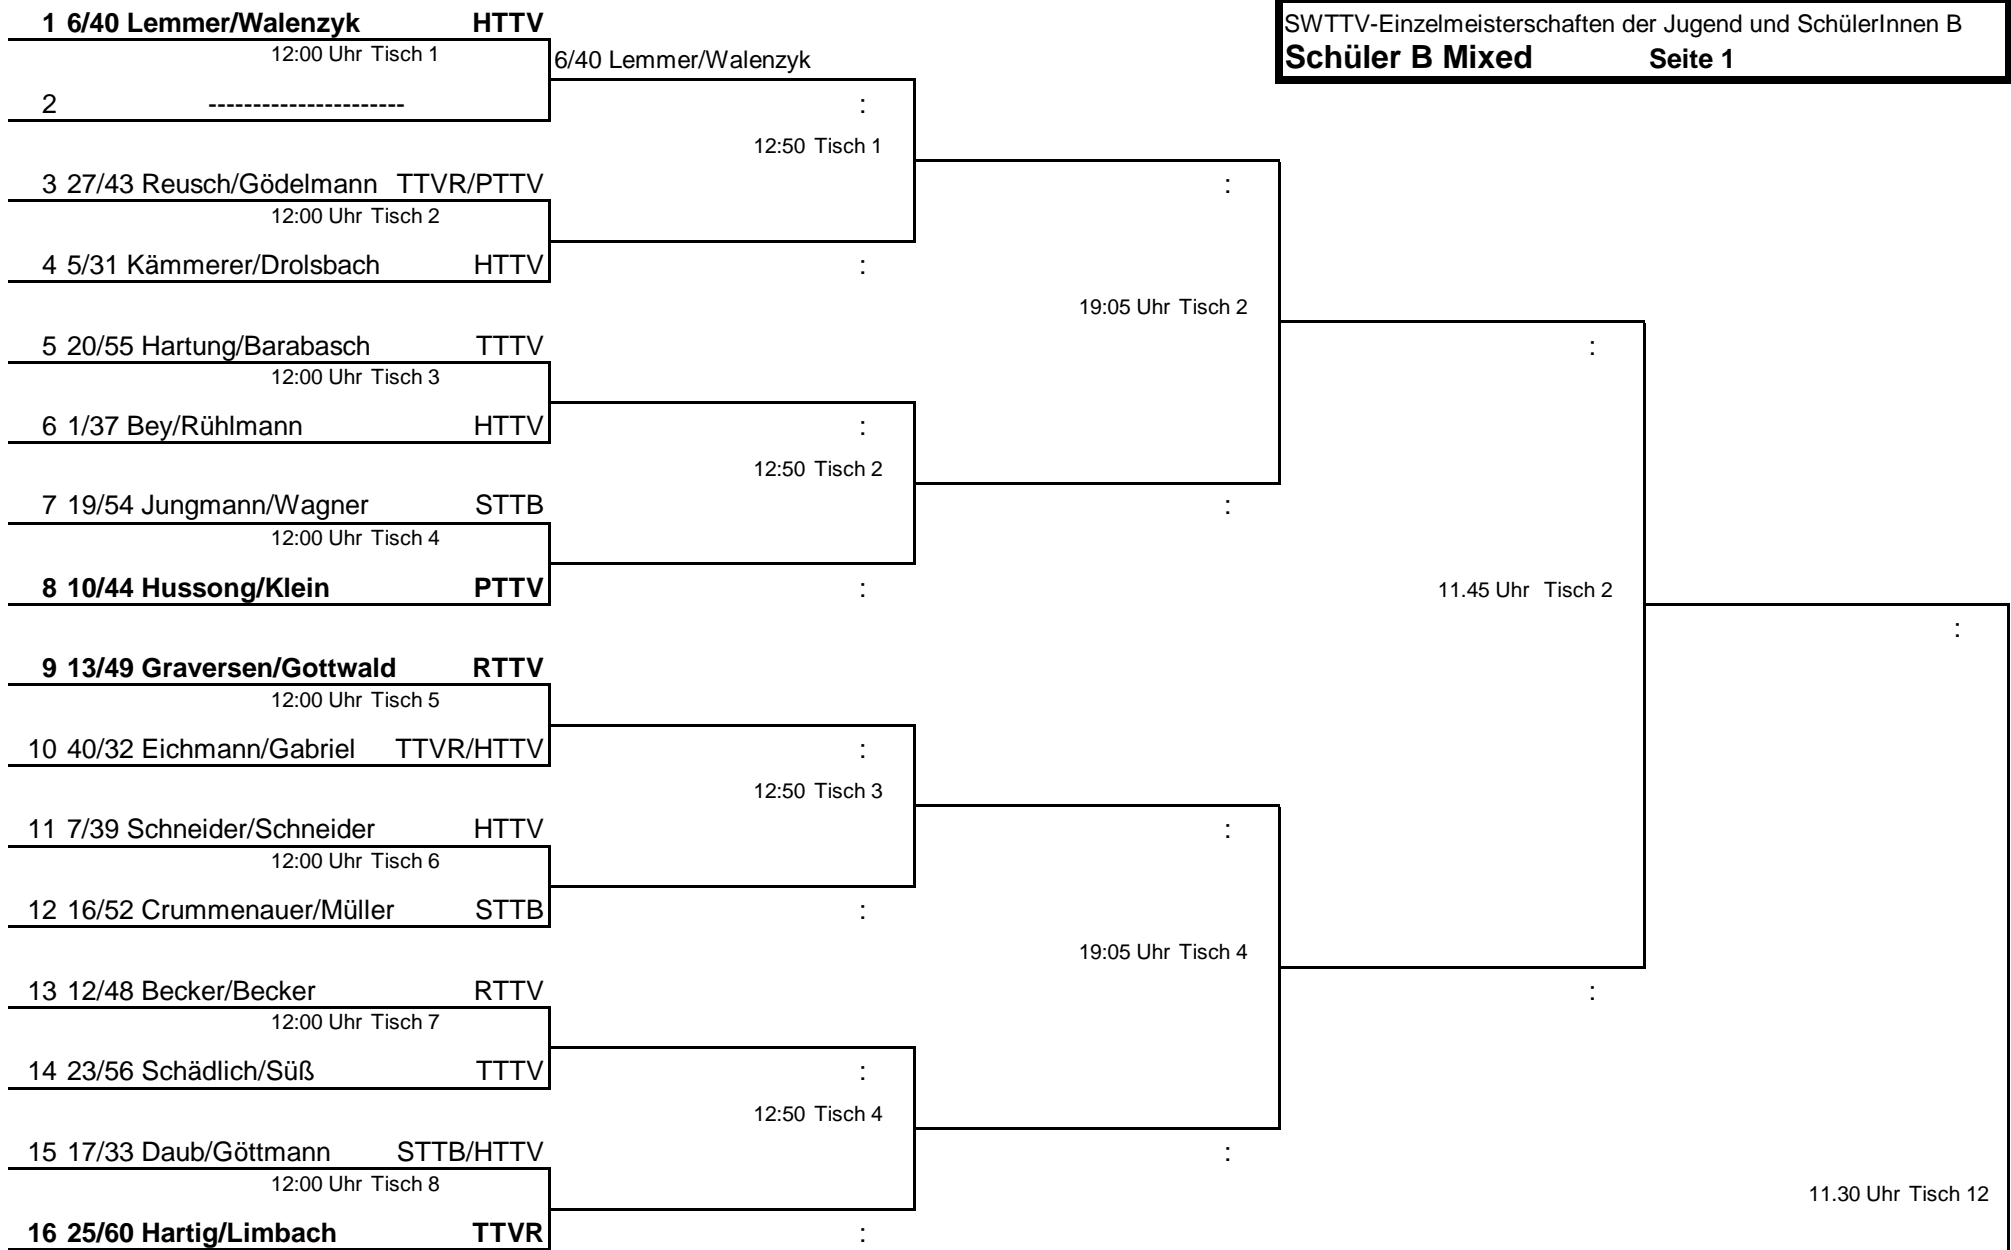 1 6/40 Lemmer/Walenzyk HTTV
SWTTV-Einzelmeisterschaften der Jugend und SchülerInnen B
Schüler B Mixed Seite 1
12:00 Uhr Tisch 1
6/40 Lemmer/Walenzyk
2 ---------------------- :
12:50 Tisch 1
3 27/43 Reusch/Gödelmann TTVR/PTTV :
12:00 Uhr Tisch 2
4 5/31 Kämmerer/Drolsbach HTTV :
19:05 Uhr Tisch 2
5 20/55 Hartung/Barabasch TTTV :
12:00 Uhr Tisch 3
6 1/37 Bey/Rühlmann HTTV :
12:50 Tisch 2
7 19/54 Jungmann/Wagner STTB :
12:00 Uhr Tisch 4
8 10/44 Hussong/Klein PTTV : 11.45 Uhr Tisch 2
:
9 13/49 Graversen/Gottwald RTTV
12:00 Uhr Tisch 5
10 40/32 Eichmann/Gabriel TTVR/HTTV :
12:50 Tisch 3
11 7/39 Schneider/Schneider HTTV :
12:00 Uhr Tisch 6
12 16/52 Crummenauer/Müller STTB :
19:05 Uhr Tisch 4
13 12/48 Becker/Becker RTTV :
12:00 Uhr Tisch 7
14 23/56 Schädlich/Süß TTTV :
12:50 Tisch 4
15 17/33 Daub/Göttmann STTB/HTTV :
12:00 Uhr Tisch 8
11.30 Uhr Tisch 12
16 25/60 Hartig/Limbach TTVR :